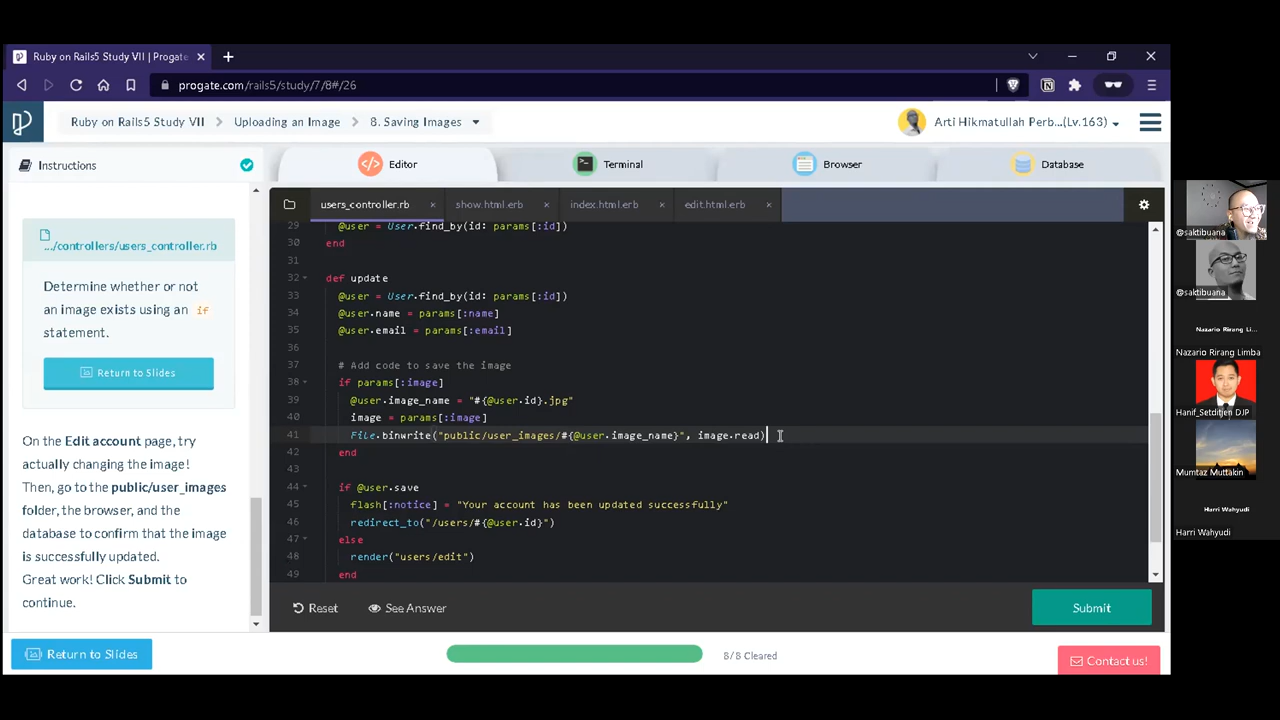 Ruby on Rails5 Study VII | Progate
progate.com/rails5/study/7/8#/26
Ruby on Rails5 Study VII
Uploading an Image
8. Saving Images
Arti Hikmatullah Perb...(Lv.163)
Instructions
Editor
Terminal
Browser
Database
users_controller.rb
show.html.erb
index.html.erb
edit.html.erb
.../controllers/users_controller.rb
Determine whether or not
an image exists using an if
statement.
Return to Slides
On the Edit account page, try
actually changing the image!
Then, go to the public/user_images
folder, the browser, and the
database to confirm that the image
is successfully updated.
Great work! Click Submit to
continue.
29 @user = User.find_by(id: params[:id])
30 end
31
32 def update
33 @user = User.find_by(id: params[:id])
34 @user.name = params[:name]
35 @user.email = params[:email]
36
37 # Add code to save the image
38 if params[:image]
39 @user.image_name = "#{@user.id}.jpg"
40 image = params[:image]
41 File.binwrite("public/user_images/#{@user.image_name}", image.read)
42 end
43
44 if @user.save
45 flash[:notice] = "Your account has been updated successfully"
46 redirect_to("/users/#{@user.id}")
47 else
48 render("users/edit")
49 end
Reset
See Answer
Submit
Return to Slides
8/8 Cleared
Contact us!
@saktibuana
@saktibuana
Nazario Rirang Li...
Nazario Rirang Limba
Hanif_Setditjen DJP
Mumtaz Muttakin
Harri Wahyudi
Harri Wahyudi